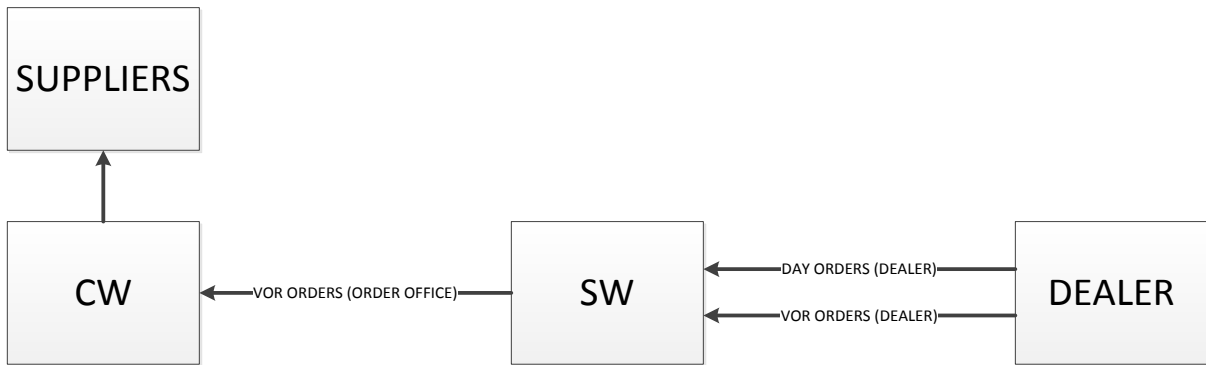 SUPPLIERS
CW
VOR ORDERS (ORDER OFFICE)
SW
DAY ORDERS (DEALER)
VOR ORDERS (DEALER)
DEALER